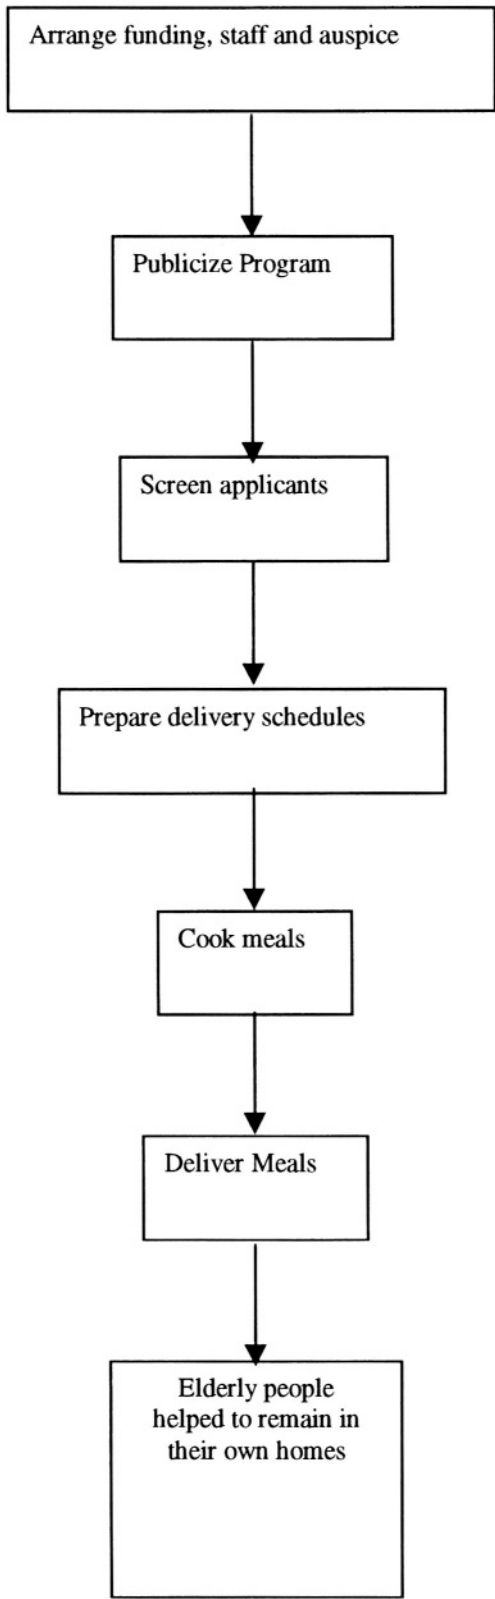 Arrange funding, staff and auspice
Publicize Program
Screen applicants
Prepare delivery schedules
Cook meals
Deliver Meals
Elderly people
helped to remain in
their own homes